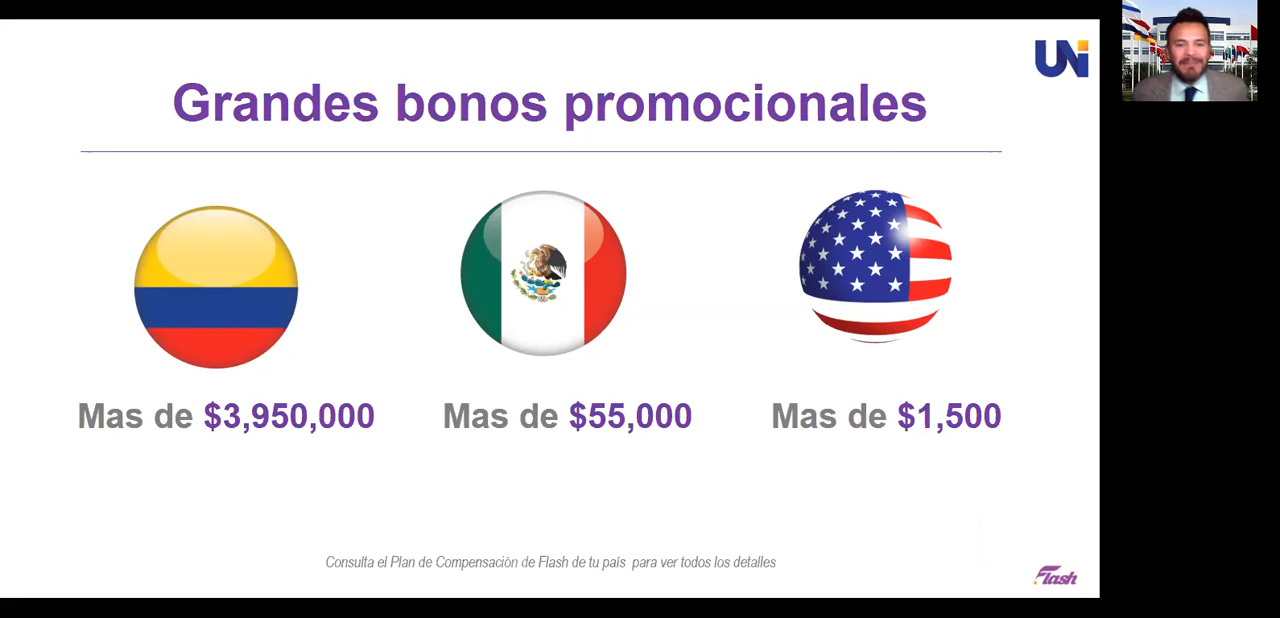 UNi
Grandes bonos promocionales
Mas de $3,950,000
Mas de $55,000
Mas de $1,500
Consulta el Plan de Compensación de Flash de tu país para ver todos los detalles
Flash